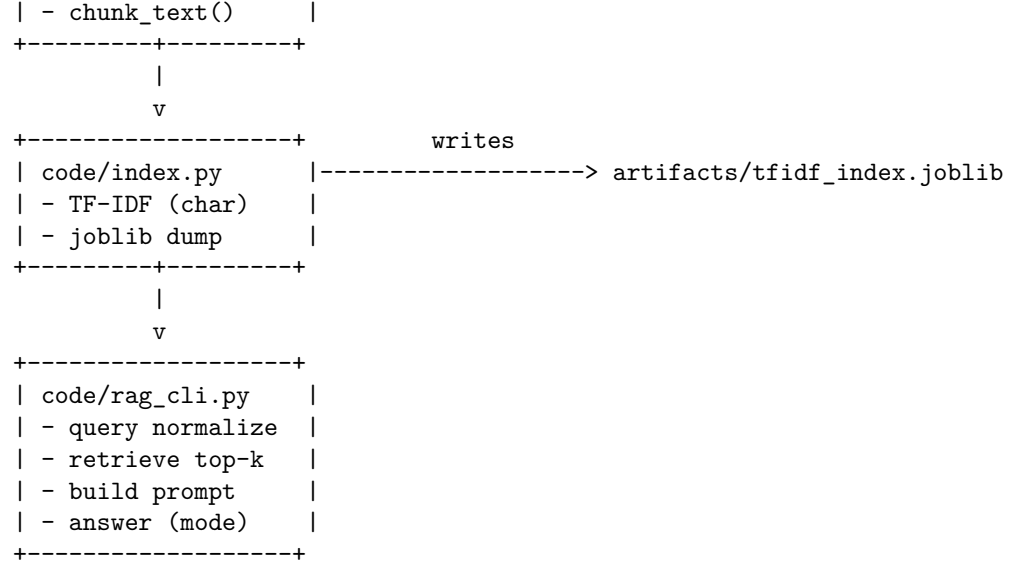 | - chunk_text()     |
+---------+---------+
          |
          v
+-------------------+         writes
| code/index.py     |-------------------> artifacts/tfidf_index.joblib
| - TF-IDF (char)   |
| - joblib dump     |
+---------+---------+
          |
          v
+-------------------+
| code/rag_cli.py   |
| - query normalize |
| - retrieve top-k  |
| - build prompt    |
| - answer (mode)   |
+-------------------+